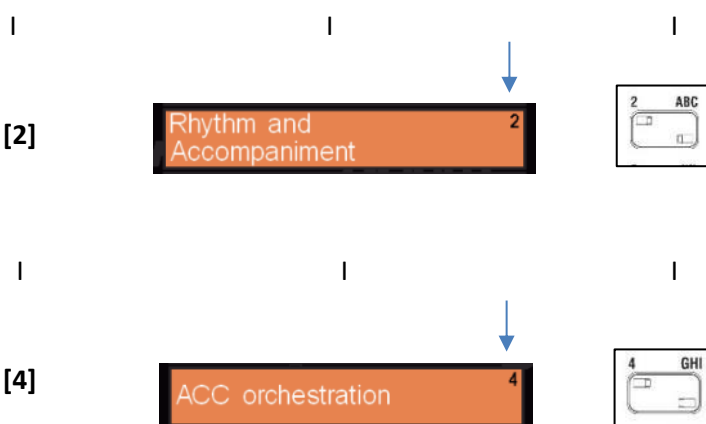 I I I
[2] Rhythm and 2 2 ABC
Accompaniment
I I I
[4] ACC orchestration 4 4 GHI